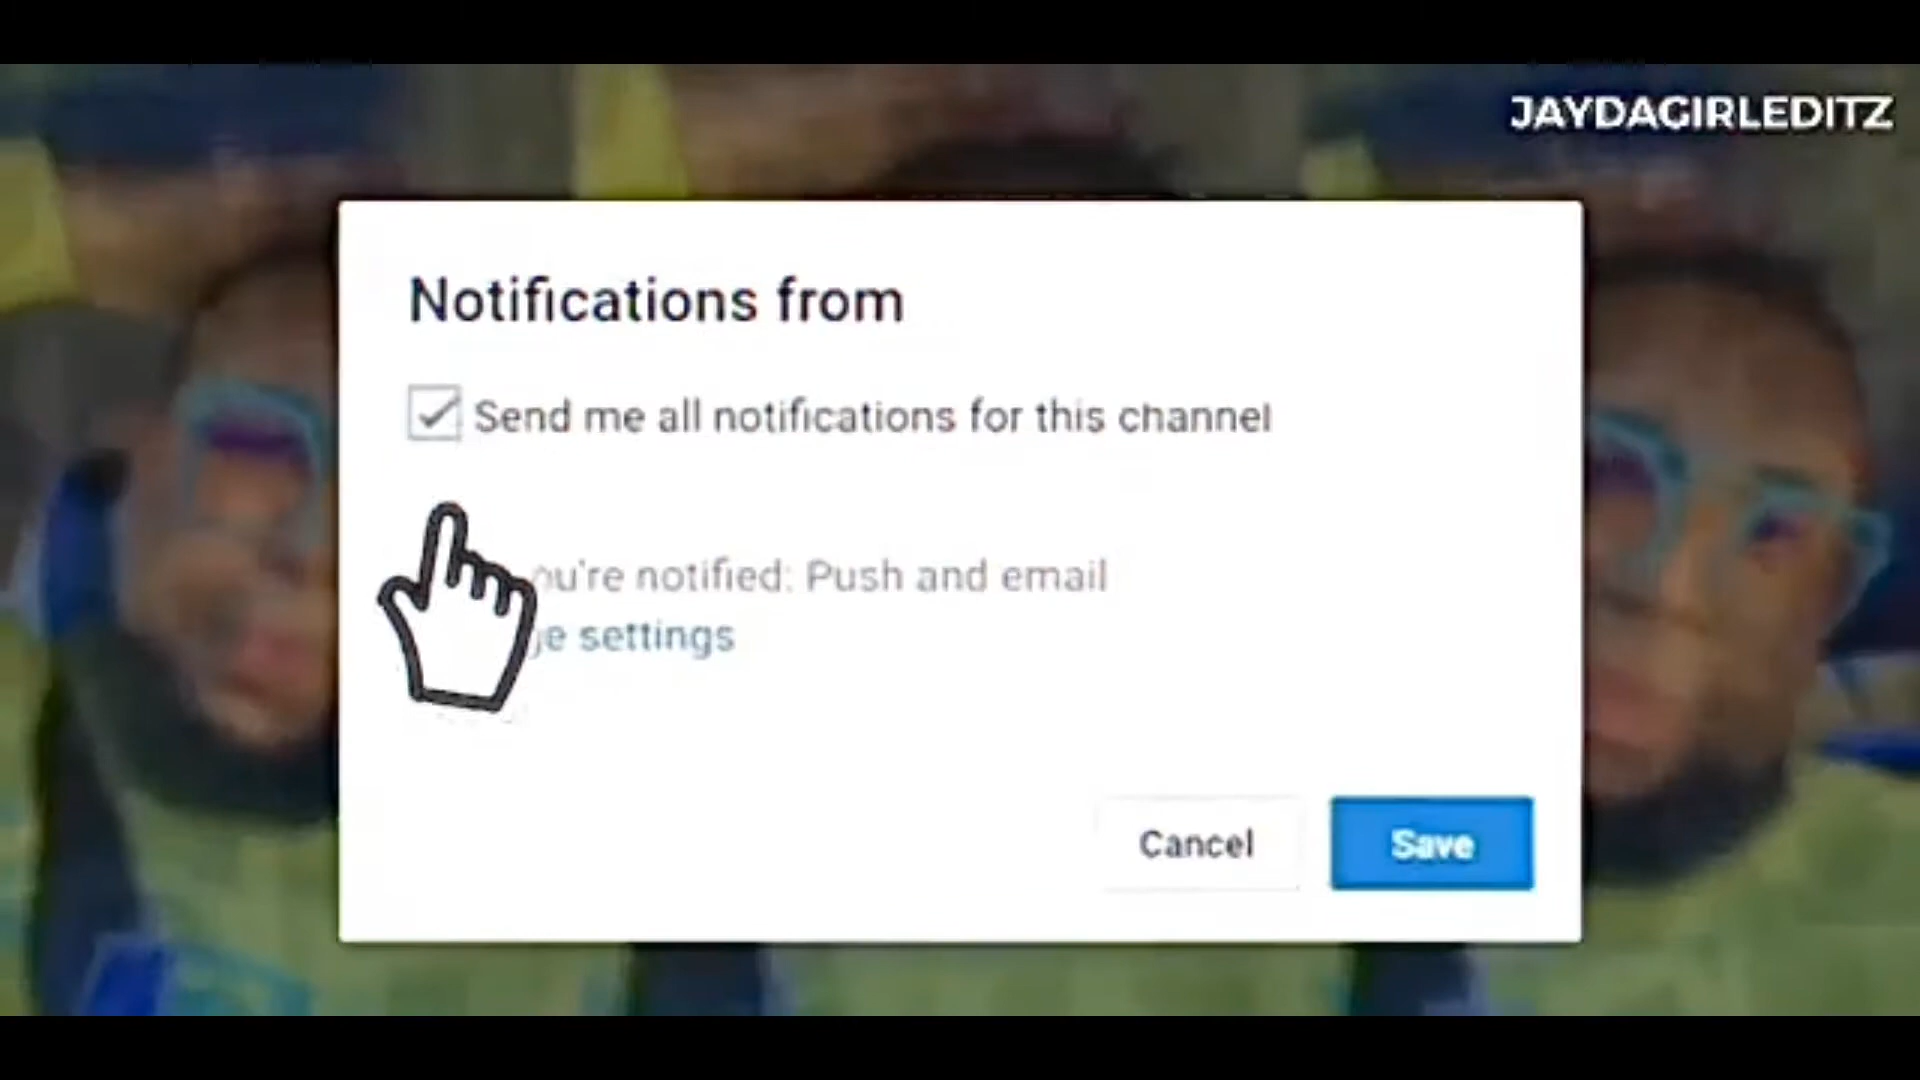 JAYDAGIRLEDITZ
Notifications from
Send me all notifications for this channel
ou're notified: Push and email
ge settings
Cancel
Save